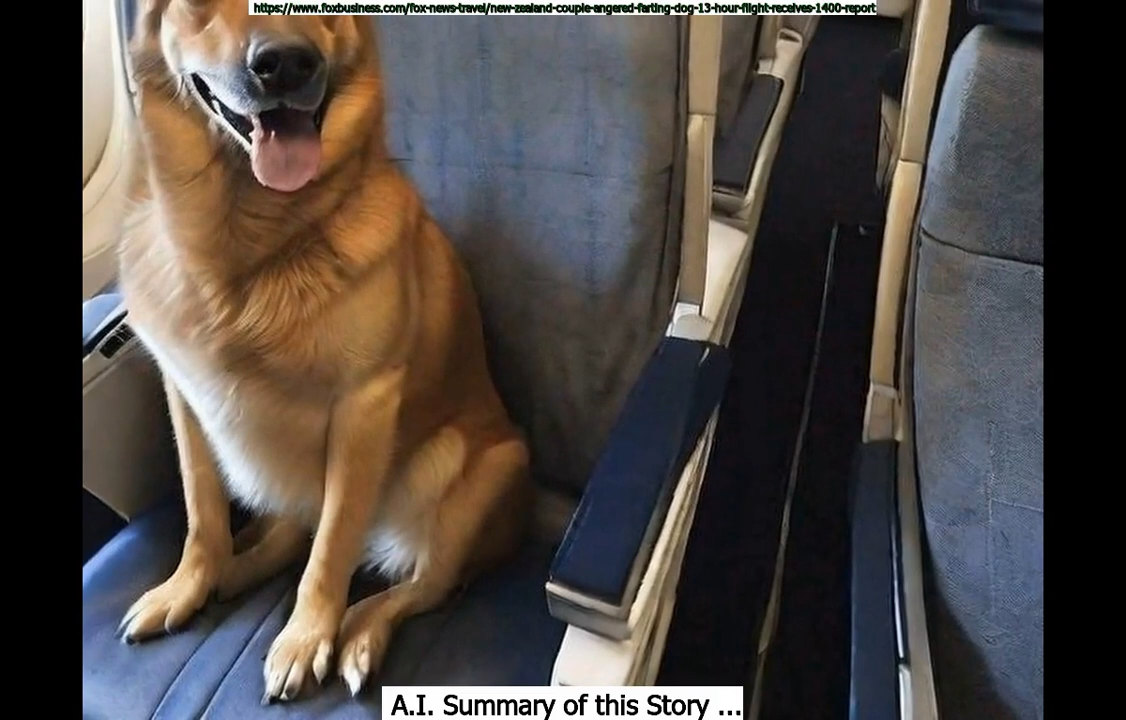 https://www.foxbusiness.com/fox-news-travel/new-zealand-couple-angered-farting-dog-13-hour-flight-receives-1400-report
A.I. Summary of this Story ...